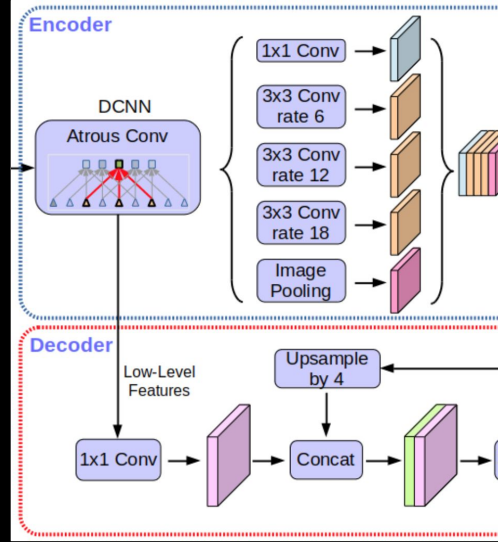 Encoder
DCNN
Atrous Conv
1x1 Conv
3x3 Conv
rate 6
3x3 Conv
rate 12
3x3 Conv
rate 18
Image
Pooling
Decoder
Low-Level
Features
Upsample
by 4
1x1 Conv
Concat